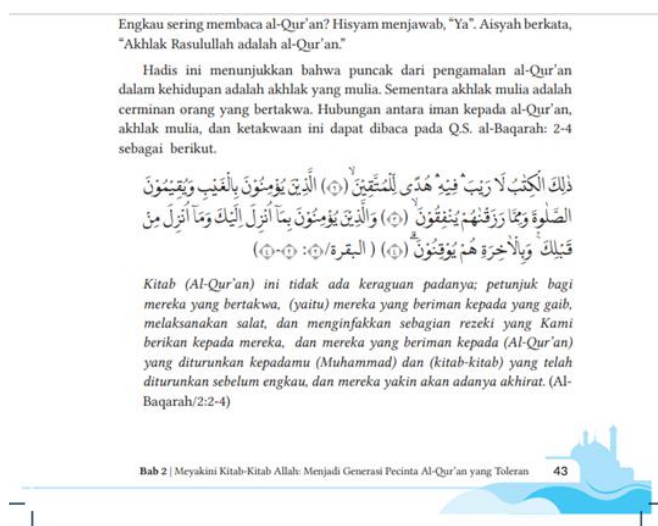 Engkau sering membaca al-Qur'an? Hisyam menjawab, "Ya". Aisyah berkata,
"Akhlak Rasulullah adalah al-Qur'an."
Hadis ini menunjukkan bahwa puncak dari pengamalan al-Qur'an
dalam kehidupan adalah akhlak yang mulia. Sementara akhlak mulia adalah
cerminan orang yang bertakwa. Hubungan antara iman kepada al-Qur'an,
akhlak mulia, dan ketakwaan ini dapat dibaca pada Q.S. al-Baqarah: 2-4
sebagai berikut.
ذٰلِكَ الْكِتٰبُ لَا رَيْبَ ۛ فِيْهِ ۛ هُدًى لِّلْمُتَّقِيْنَۙ (٢) الَّذِيْنَ يُؤْمِنُوْنَ بِالْغَيْبِ وَيُقِيْمُوْنَ
الصَّلٰوةَ وَمِمَّا رَزَقْنٰهُمْ يُنْفِقُوْنَۙ (٣) وَالَّذِيْنَ يُؤْمِنُوْنَ بِمَآ اُنْزِلَ اِلَيْكَ وَمَآ اُنْزِلَ مِنْ
قَبْلِكَۚ وَبِالْاٰخِرَةِ هُمْ يُوْقِنُوْنَۗ (٤) ( البقرة/٢: ٢-٤)
Kitab (Al-Qur'an) ini tidak ada keraguan padanya; petunjuk bagi
mereka yang bertakwa, (yaitu) mereka yang beriman kepada yang gaib,
melaksanakan salat, dan menginfakkan sebagian rezeki yang Kami
berikan kepada mereka, dan mereka yang beriman kepada (Al-Qur'an)
yang diturunkan kepadamu (Muhammad) dan (kitab-kitab) yang telah
diturunkan sebelum engkau, dan mereka yakin akan adanya akhirat. (Al-
Baqarah/2:2-4)
Bab 2 | Meyakini Kitab-Kitab Allah: Menjadi Generasi Pecinta Al-Qur'an yang Toleran 43